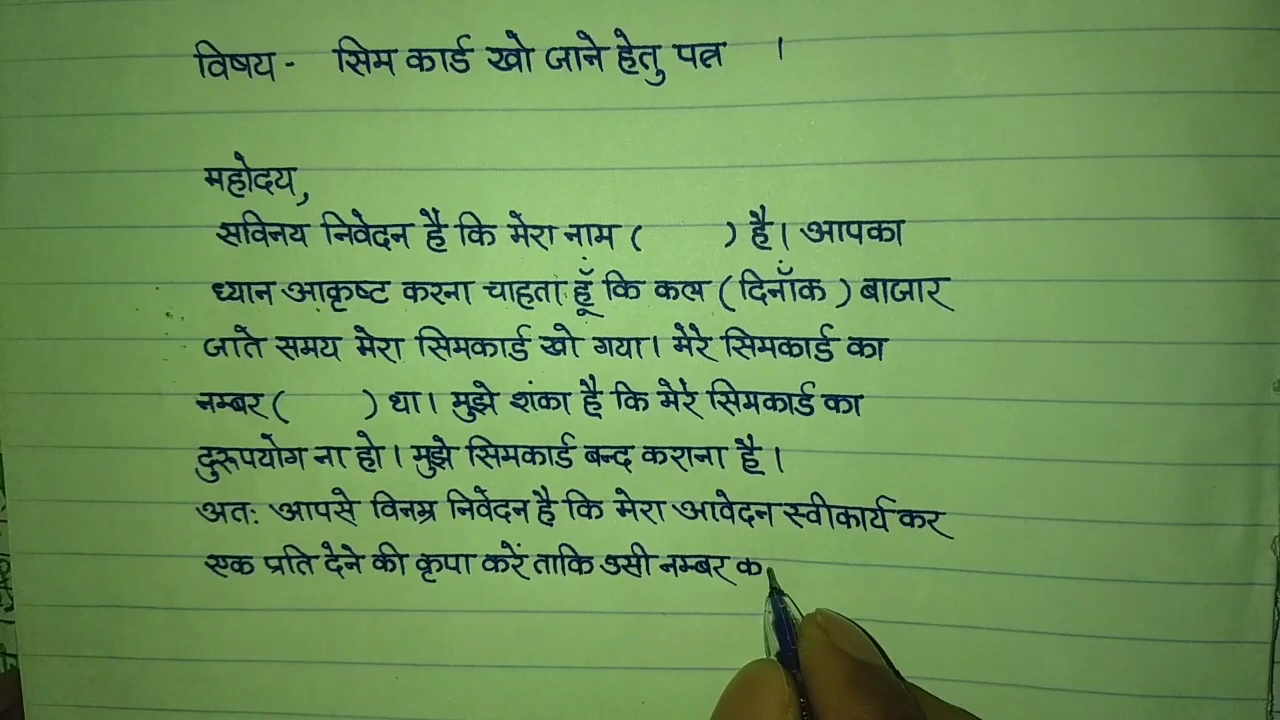 विषय - सिम कार्ड खो जाने हेतु पत्र ।
महोदय,
सविनय निवेदन है कि मेरा नाम ( ) है। आपका
ध्यान आकृष्ट करना चाहता हूँ कि कल (दिनाँक) बाजार
जाते समय मेरा सिमकार्ड खो गया। मेरे सिमकार्ड का
नम्बर ( ) था। मुझे शंका है कि मेरे सिमकार्ड का
दुरूपयोग ना हो। मुझे सिमकार्ड बन्द कराना है।
अतः आपसे विनम्र निवेदन है कि मेरा आवेदन स्वीकार्य कर
एक प्रति देने की कृपा करें ताकि उसी नम्बर क